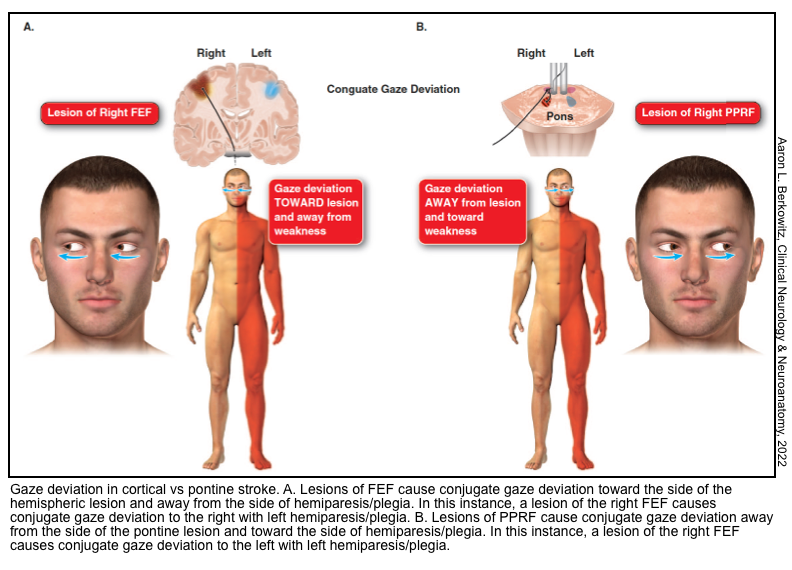 A.
B.
Right Left
Right Left
Conguate Gaze Deviation
Lesion of Right FEF
Lesion of Right PPRF
Pons
Gaze deviation
TOWARD lesion
and away from
weakness
Gaze deviation
AWAY from lesion
and toward
weakness
Aaron L. Berkowitz, Clinical Neurology & Neuroanatomy, 2022
Gaze deviation in cortical vs pontine stroke. A. Lesions of FEF cause conjugate gaze deviation toward the side of the
hemispheric lesion and away from the side of hemiparesis/plegia. In this instance, a lesion of the right FEF causes
conjugate gaze deviation to the right with left hemiparesis/plegia. B. Lesions of PPRF cause conjugate gaze deviation away
from the side of the pontine lesion and toward the side of hemiparesis/plegia. In this instance, a lesion of the right FEF
causes conjugate gaze deviation to the left with left hemiparesis/plegia.